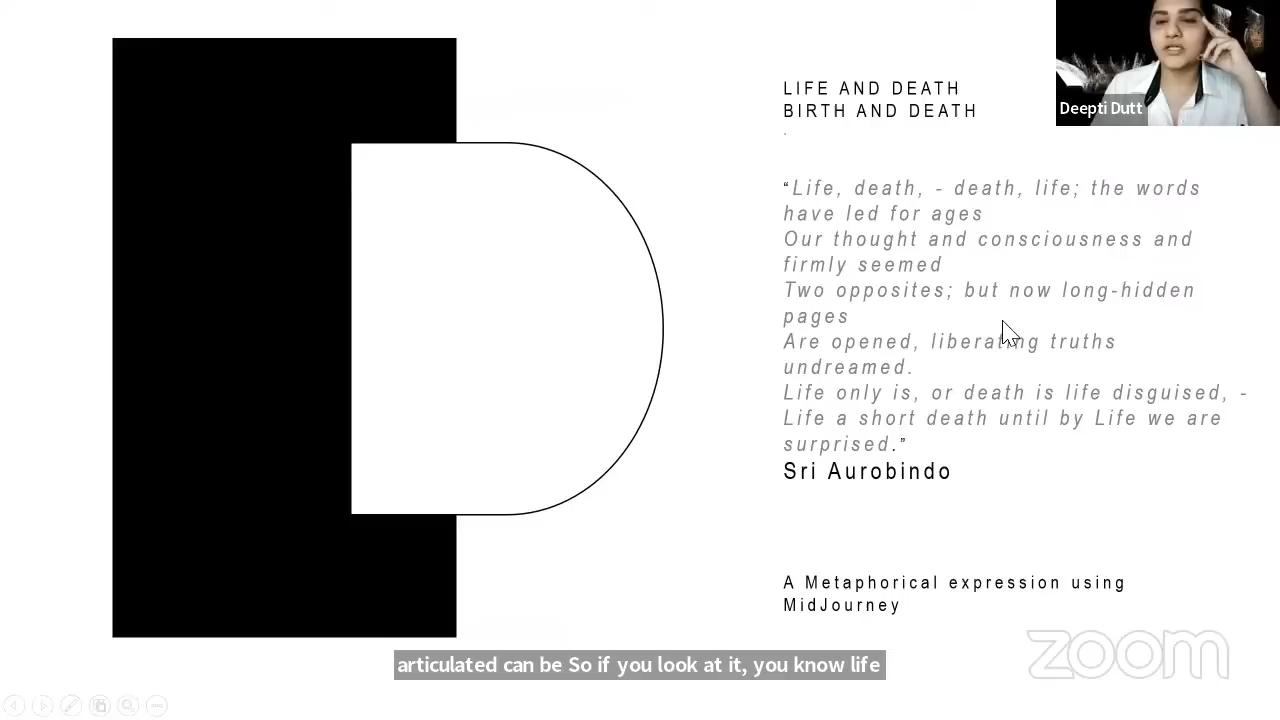 LIFE AND DEATH
BIRTH AND DEATH
.
Deepti Dutt
“Life, death, - death, life; the words
have led for ages
Our thought and consciousness and
firmly seemed
Two opposites; but now long-hidden
pages
Are opened, liberating truths
undreamed.
Life only is, or death is life disguised, -
Life a short death until by Life we are
surprised.”
Sri Aurobindo
A Metaphorical expression using
MidJourney
zoom
articulated can be So if you look at it, you know life